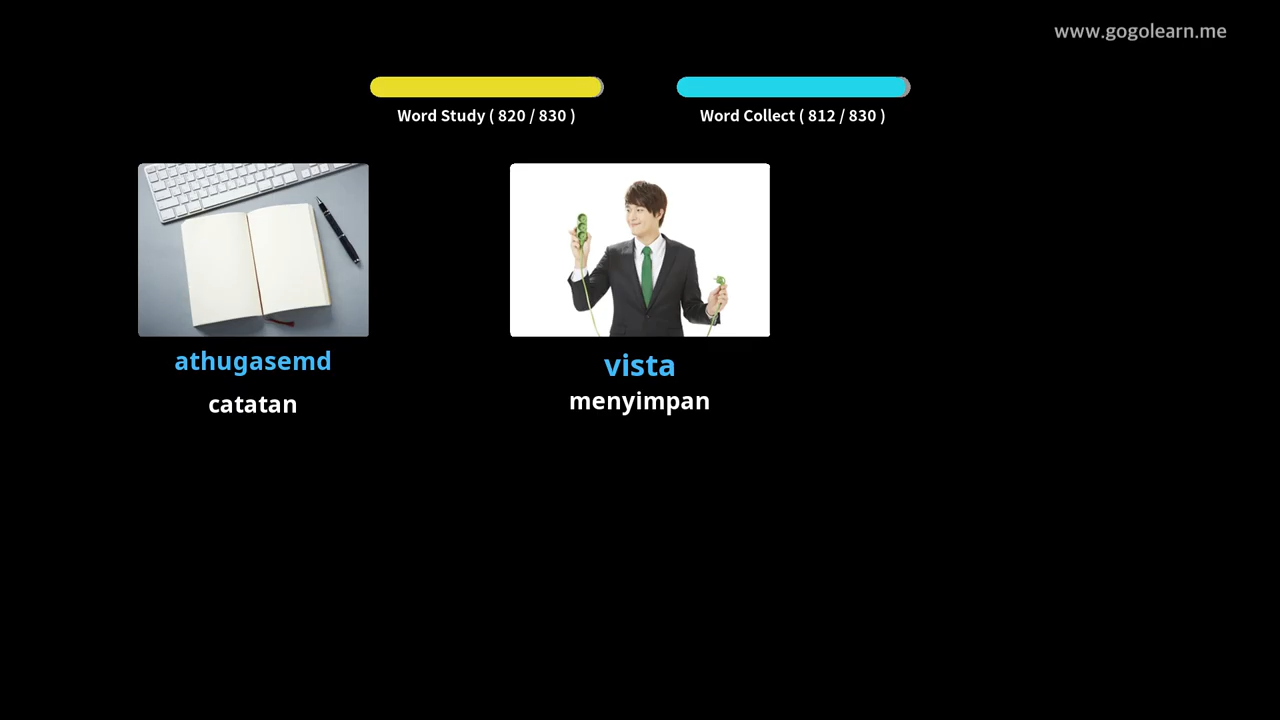 www.gogolearn.me
Word Study ( 820 / 830 )
Word Collect ( 812 / 830 )
athugasemd
catatan
vista
menyimpan